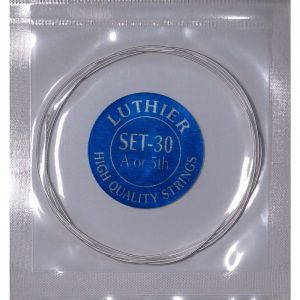 LUTHIER
SET-30
A or 5th
HIGH QUALITY STRINGS